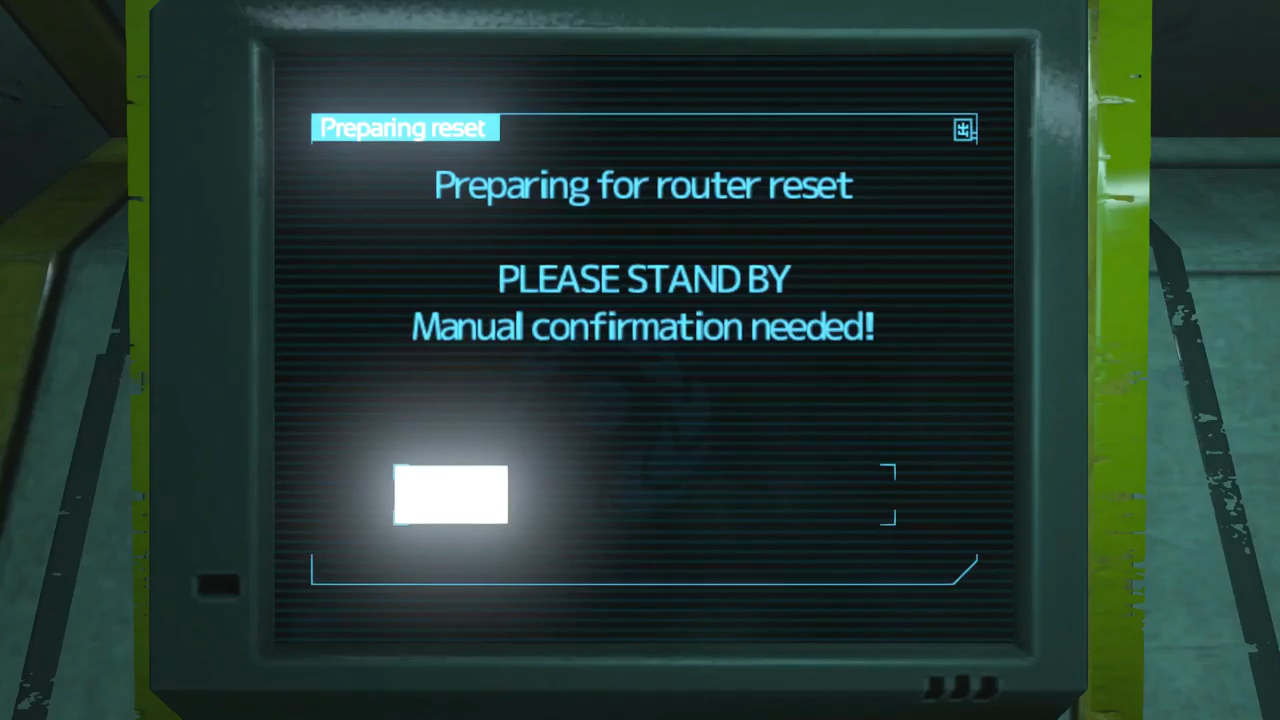 Preparing reset
Preparing for router reset
PLEASE STAND BY
Manual confirmation needed!